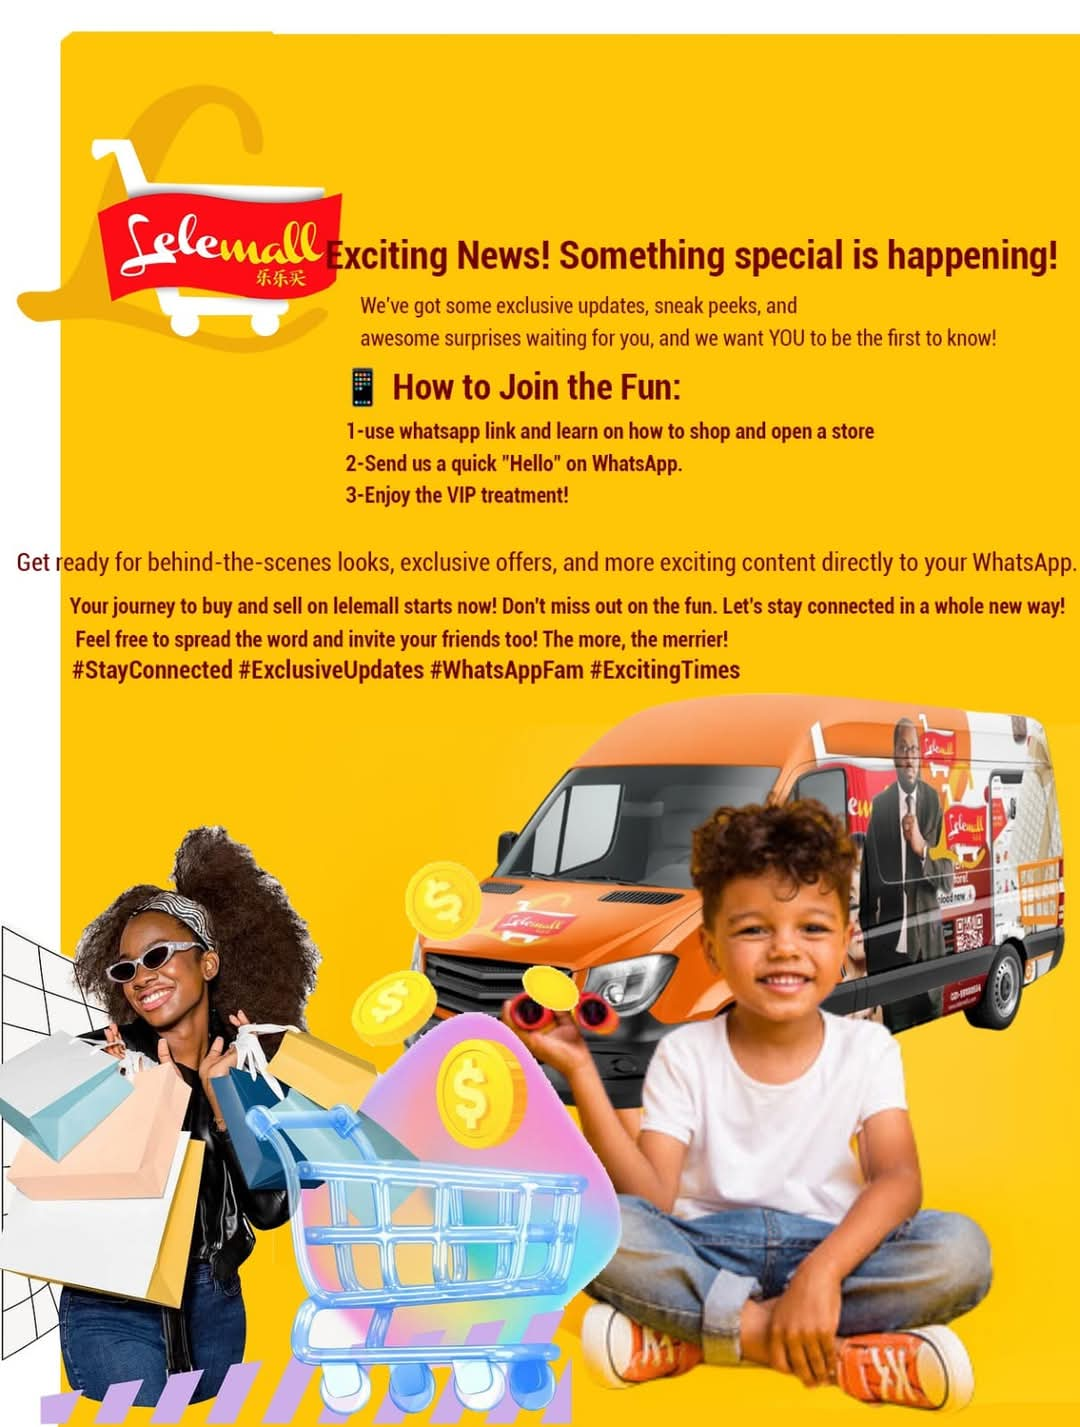 Lelemall
乐乐买
Exciting News! Something special is happening!
We've got some exclusive updates, sneak peeks, and
awesome surprises waiting for you, and we want YOU to be the first to know!
📱 How to Join the Fun:
1-use whatsapp link and learn on how to shop and open a store
2-Send us a quick "Hello" on WhatsApp.
3-Enjoy the VIP treatment!
Get ready for behind-the-scenes looks, exclusive offers, and more exciting content directly to your WhatsApp.
Your journey to buy and sell on lelemall starts now! Don't miss out on the fun. Let's stay connected in a whole new way!
Feel free to spread the word and invite your friends too! The more, the merrier!
#StayConnected #ExclusiveUpdates #WhatsAppFam #ExcitingTimes
Lelemall
Lelemall
Lelemall